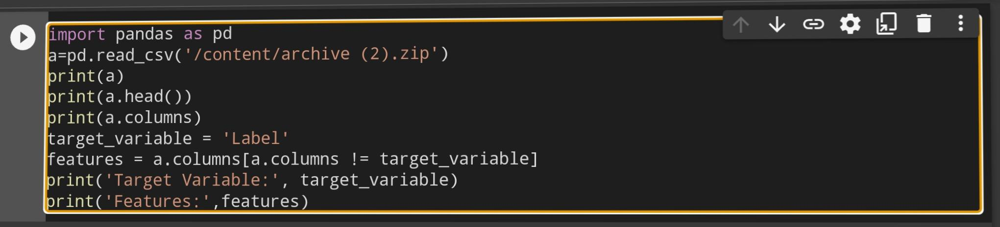 import pandas as pd
a=pd.read_csv('/content/archive (2).zip')
print(a)
print(a.head())
print(a.columns)
target_variable = 'Label'
features = a.columns[a.columns != target_variable]
print('Target Variable:', target_variable)
print('Features:',features)